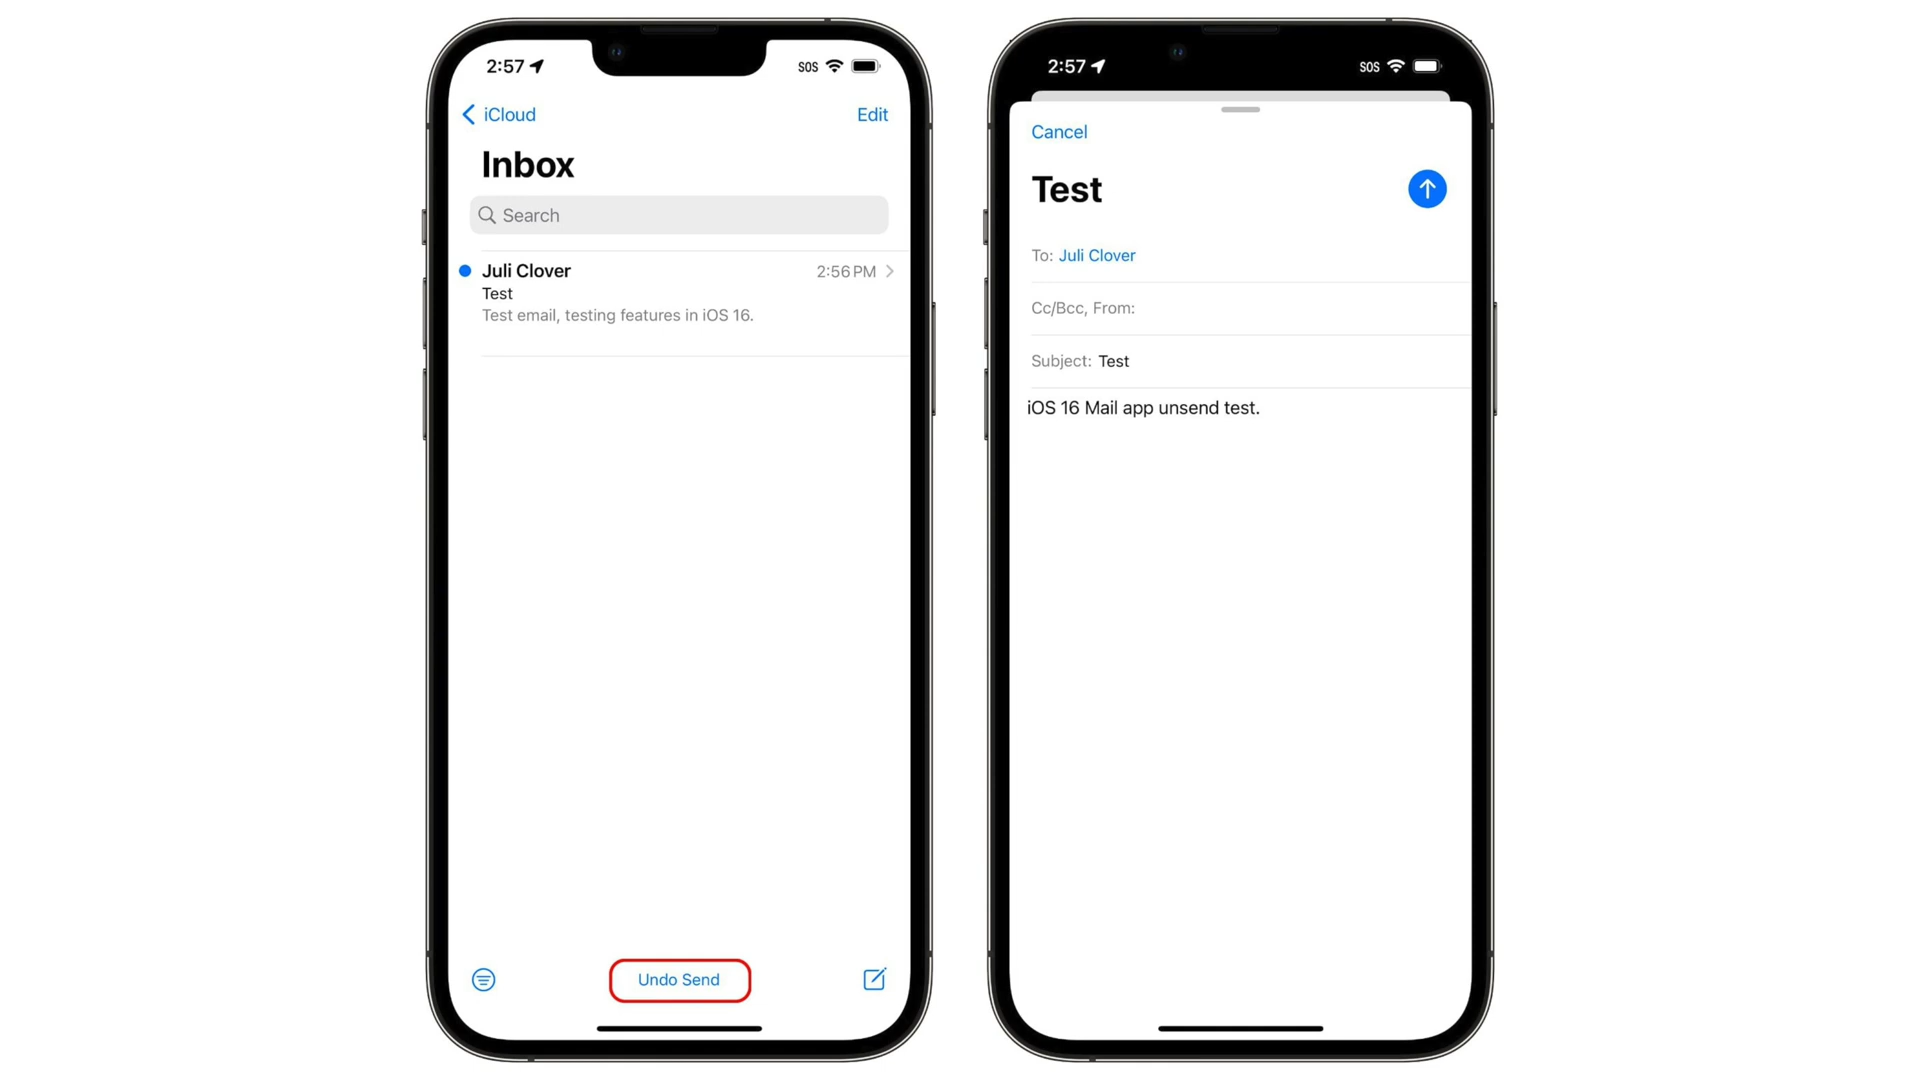 2:57
SOS
iCloud
Edit
Inbox
Search
Juli Clover
2:56 PM
Test
Test email, testing features in iOS 16.
Undo Send
2:57
SOS
Cancel
Test
To: Juli Clover
Cc/Bcc, From:
Subject: Test
iOS 16 Mail app unsend test.